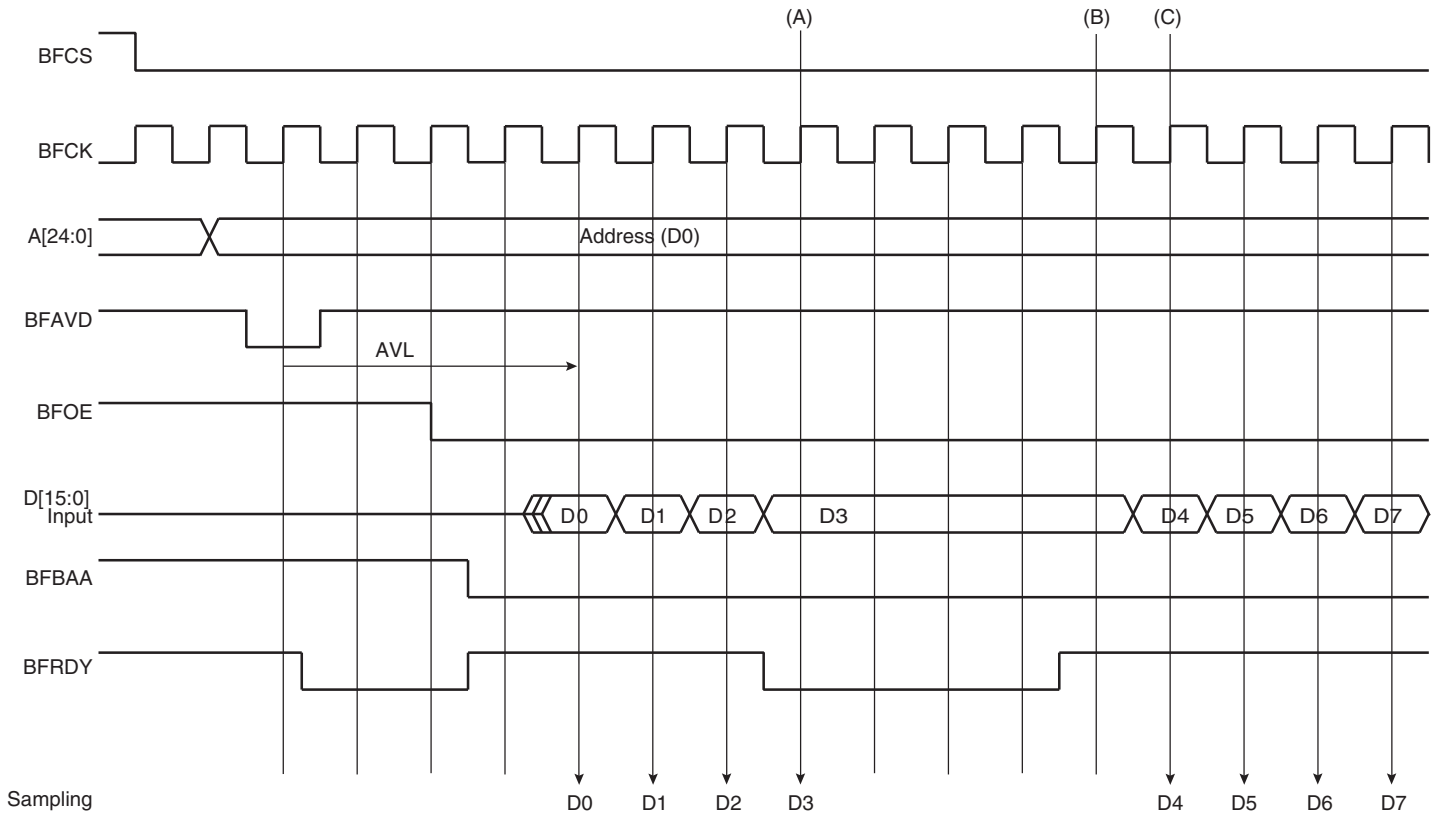 (A) (B) (C)
BFCS
BFCK
A[24:0] Address (D0)
BFAVD
AVL
BFOE
D[15:0]
Input D0 D1 D2 D3 D4 D5 D6 D7
BFBAA
BFRDY
Sampling D0 D1 D2 D3 D4 D5 D6 D7